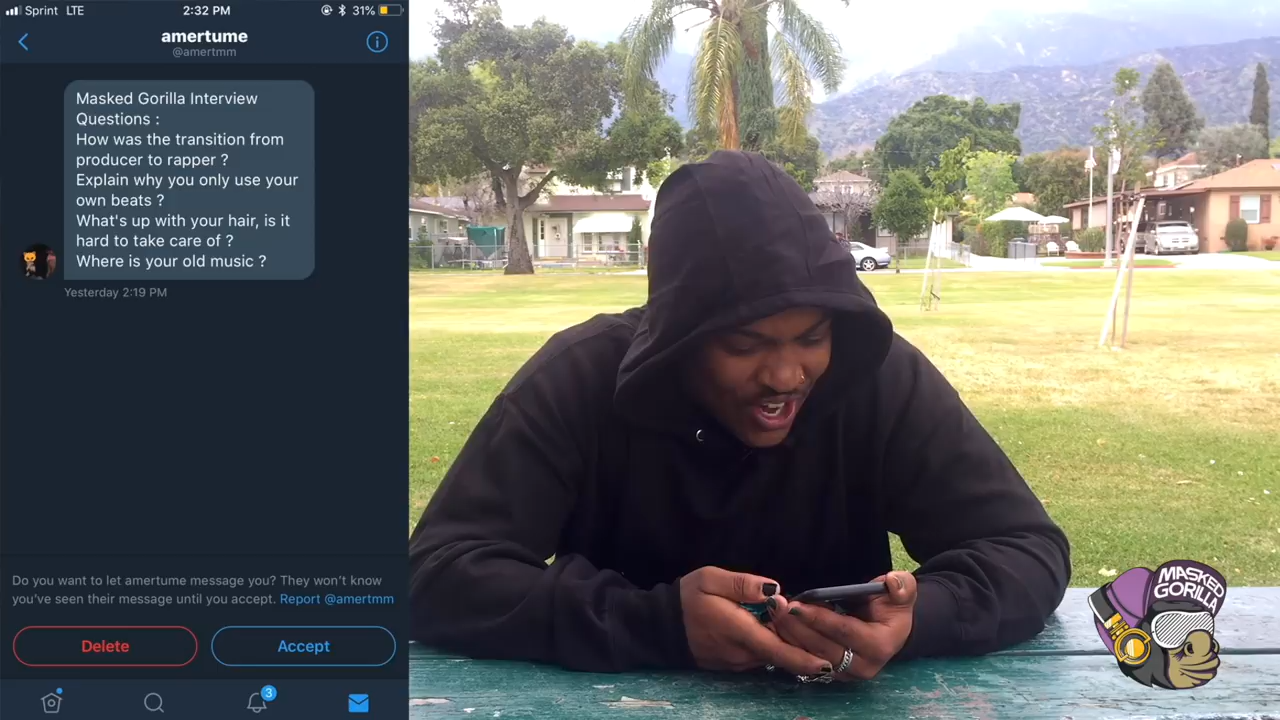 Sprint LTE 2:32 PM 31%
amertume
@amertmm
Masked Gorilla Interview
Questions :
How was the transition from
producer to rapper ?
Explain why you only use your
own beats ?
What's up with your hair, is it
hard to take care of ?
Where is your old music ?
Yesterday 2:19 PM
Do you want to let amertume message you? They won't know
you've seen their message until you accept. Report @amertmm
Delete Accept
3
MASKED
GORILLA